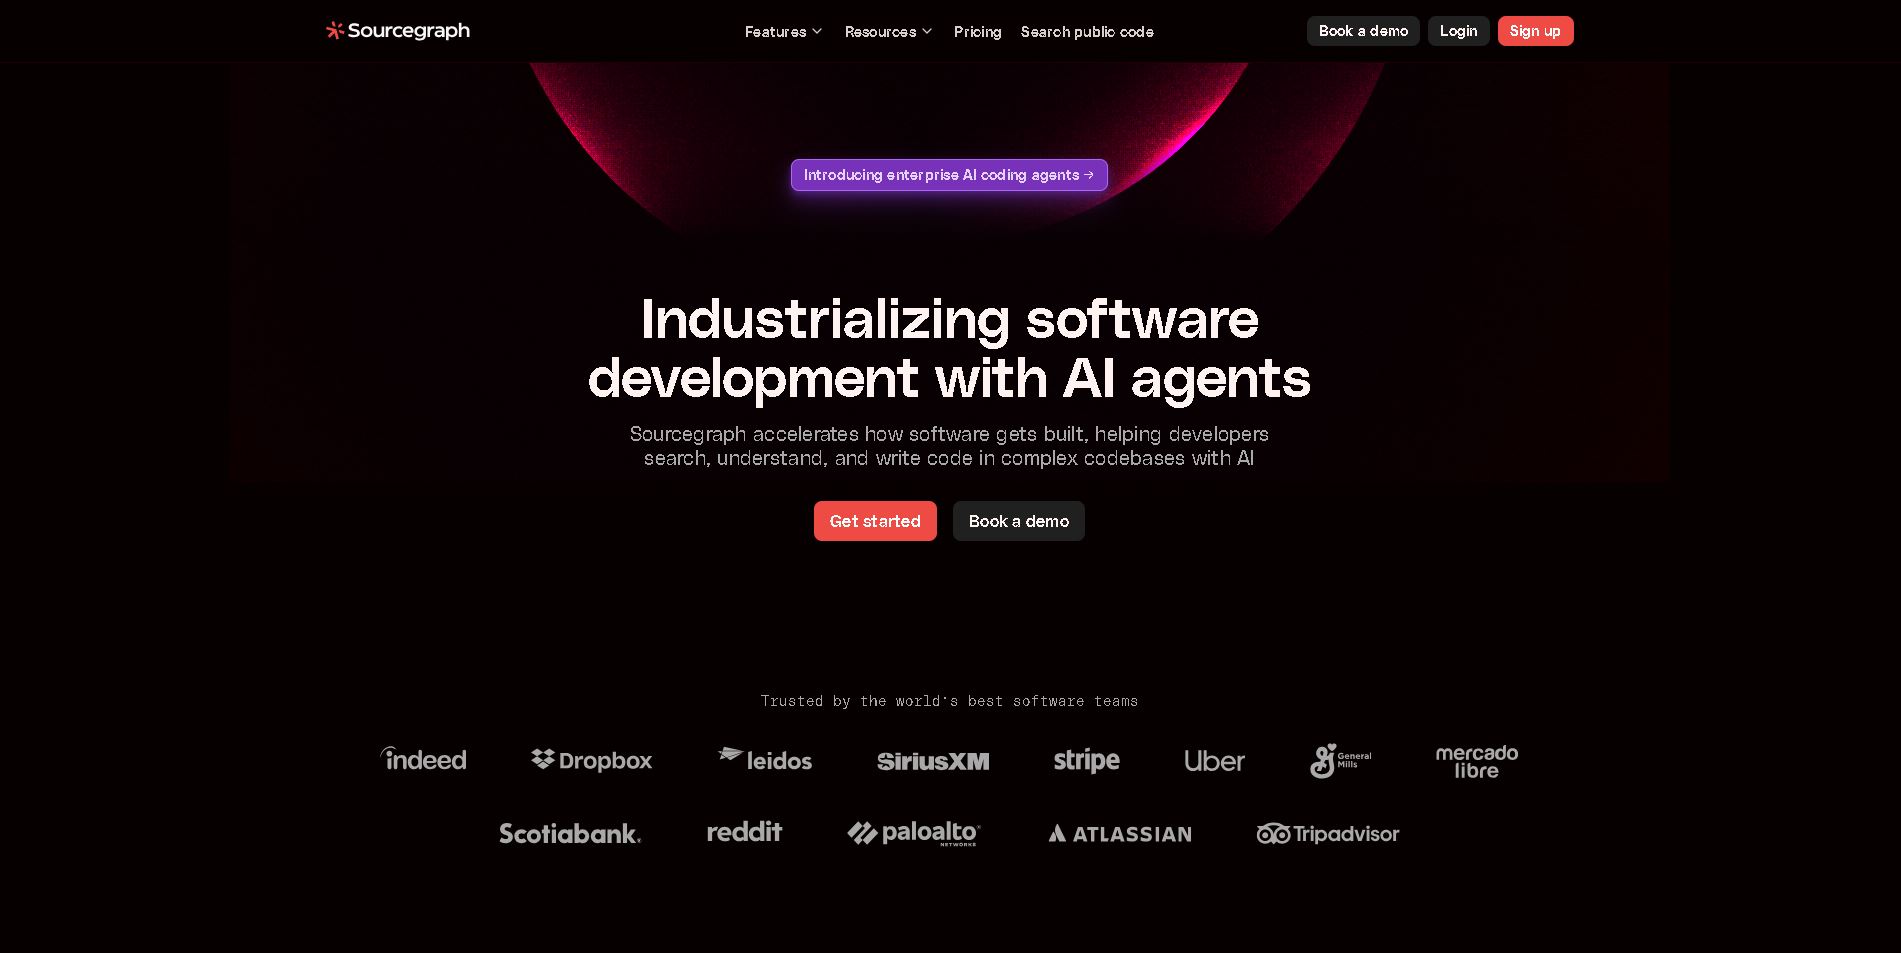 Sourcegraph
Features
Resources
Pricing
Search public code
Book a demo
Login
Sign up
Introducing enterprise AI coding agents →
Industrializing software
development with AI agents
Sourcegraph accelerates how software gets built, helping developers
search, understand, and write code in complex codebases with AI
Get started
Book a demo
Trusted by the world's best software teams
indeed
Dropbox
leidos
SiriusXM
stripe
Uber
General
Mills
mercado
libre
Scotiabank®
reddit
paloalto®
NETWORKS
ATLASSIAN
Tripadvisor